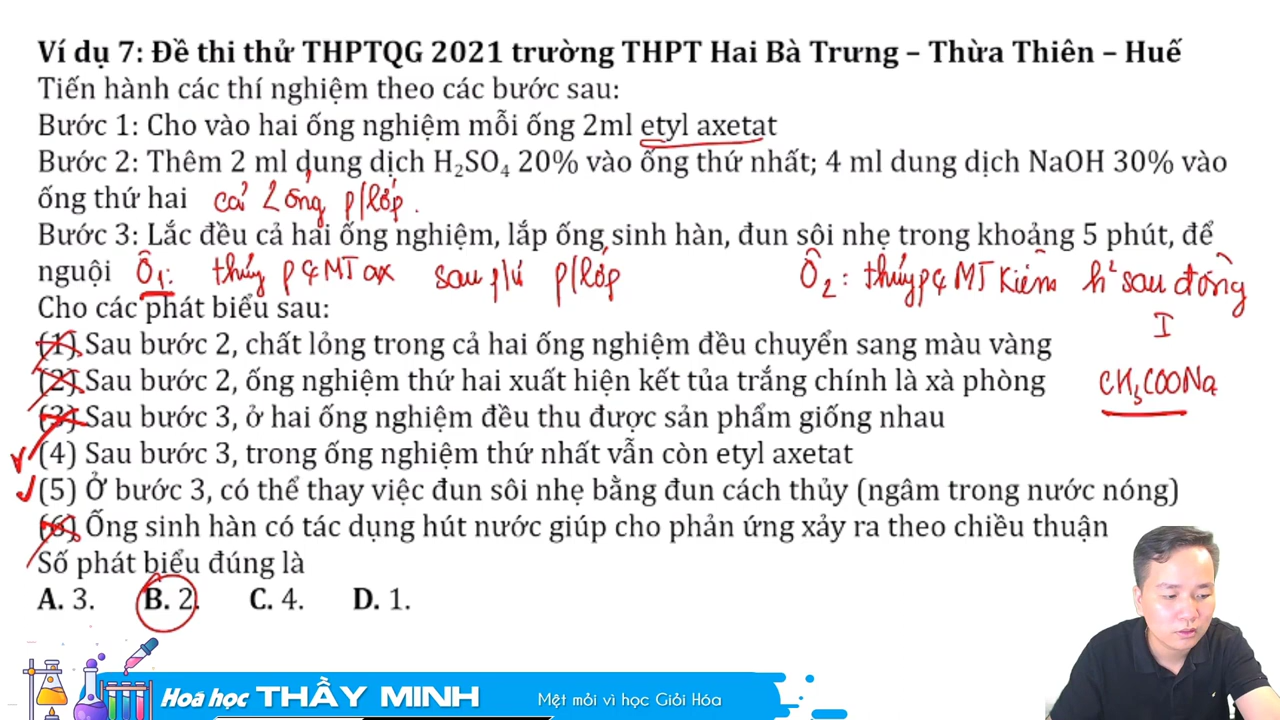 Ví dụ 7: Đề thi thử THPTQG 2021 trường THPT Hai Bà Trưng – Thừa Thiên – Huế
Tiến hành các thí nghiệm theo các bước sau:
Bước 1: Cho vào hai ống nghiệm mỗi ống 2ml etyl axetat
Bước 2: Thêm 2 ml dung dịch H₂SO₄ 20% vào ống thứ nhất; 4 ml dung dịch NaOH 30% vào
ống thứ hai cả 2 ống p/lớp.
Bước 3: Lắc đều cả hai ống nghiệm, lắp ống sinh hàn, đun sôi nhẹ trong khoảng 5 phút, để
nguội Ô1: thủy p⁄ MT ax sau p/ứ p/lớp Ô2: thủy p⁄ MT Kiềm h² sau đồng
I
Cho các phát biểu sau:
(1) Sau bước 2, chất lỏng trong cả hai ống nghiệm đều chuyển sang màu vàng
(2) Sau bước 2, ống nghiệm thứ hai xuất hiện kết tủa trắng chính là xà phòng CH₃COONa
(3) Sau bước 3, ở hai ống nghiệm đều thu được sản phẩm giống nhau
(4) Sau bước 3, trong ống nghiệm thứ nhất vẫn còn etyl axetat
(5) Ở bước 3, có thể thay việc đun sôi nhẹ bằng đun cách thủy (ngâm trong nước nóng)
(6) Ống sinh hàn có tác dụng hút nước giúp cho phản ứng xảy ra theo chiều thuận
Số phát biểu đúng là
A. 3. B. 2. C. 4. D. 1.
Hoá học THẦY MINH Mệt mỏi vì học Giỏi Hóa